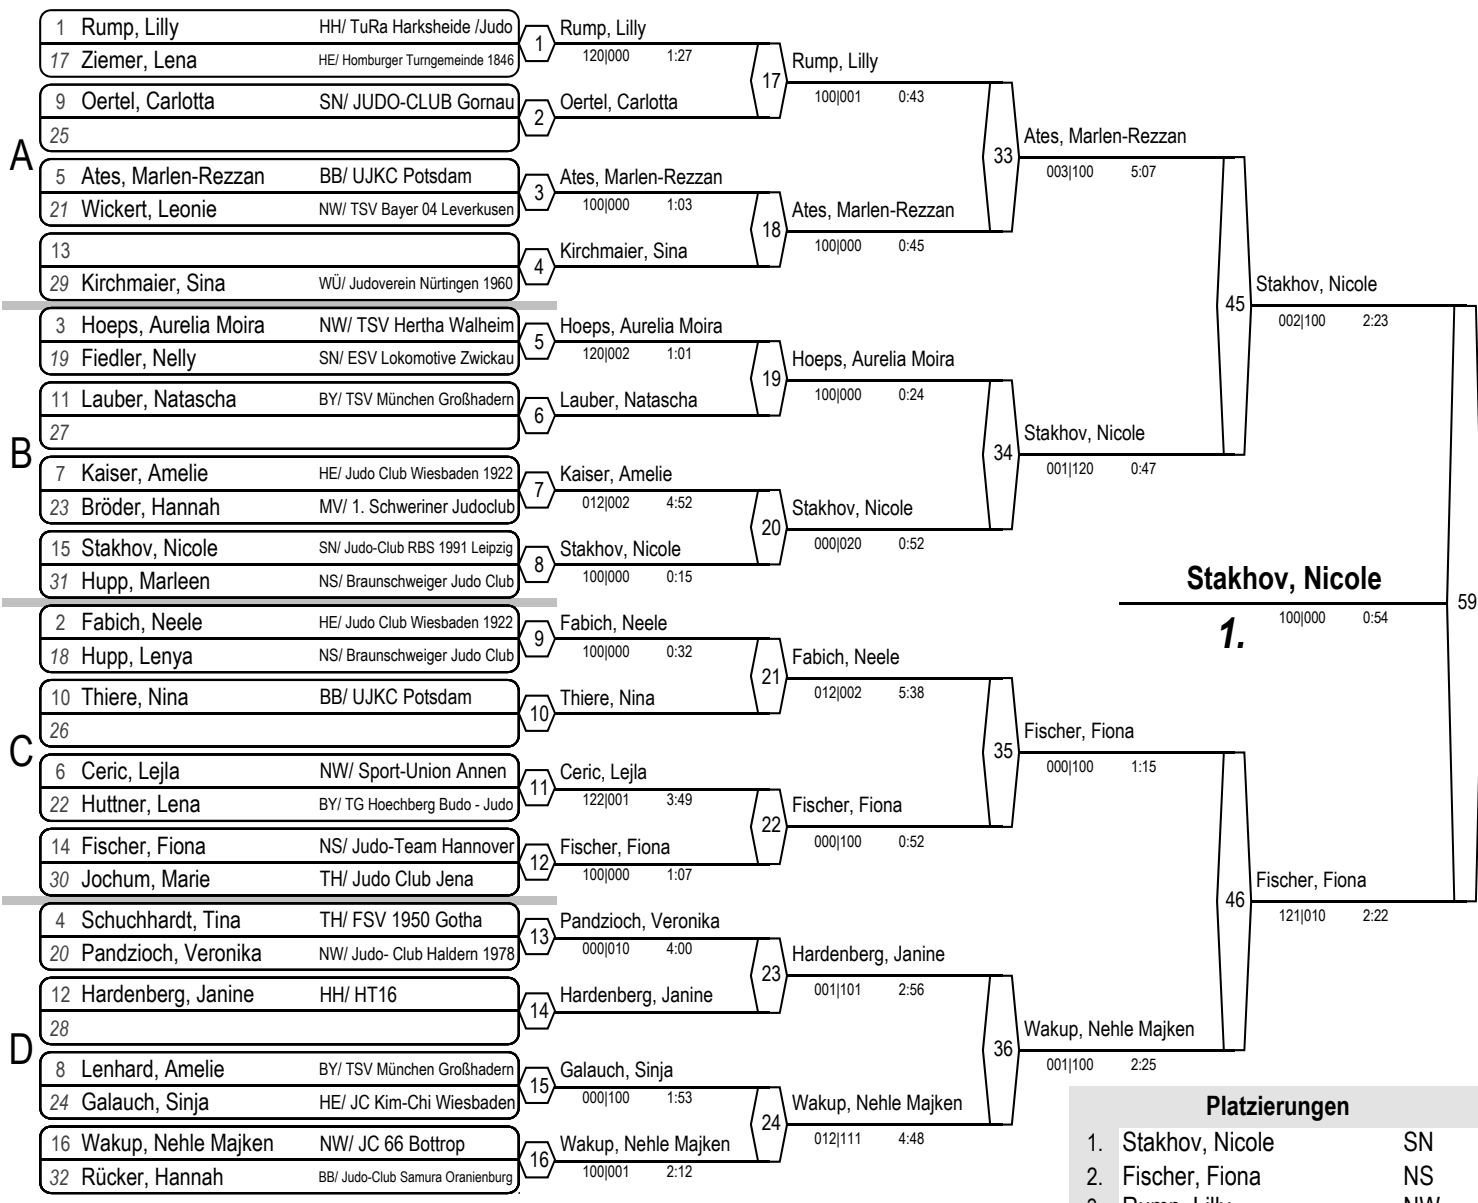 1 Rump, Lilly HH/ TuRa Harksheide /Judo
17 Ziemer, Lena HE/ Homburger Turngemeinde 1846
9 Oertel, Carlotta SN/ JUDO-CLUB Gornau
25
A
5 Ates, Marlen-Rezzan BB/ UJKC Potsdam
21 Wickert, Leonie NW/ TSV Bayer 04 Leverkusen
13
29 Kirchmaier, Sina WÜ/ Judoverein Nürtingen 1960
3 Hoeps, Aurelia Moira NW/ TSV Hertha Walheim
19 Fiedler, Nelly SN/ ESV Lokomotive Zwickau
11 Lauber, Natascha BY/ TSV München Großhadern
27
B
7 Kaiser, Amelie HE/ Judo Club Wiesbaden 1922
23 Bröder, Hannah MV/ 1. Schweriner Judoclub
15 Stakhov, Nicole SN/ Judo-Club RBS 1991 Leipzig
31 Hupp, Marleen NS/ Braunschweiger Judo Club
2 Fabich, Neele HE/ Judo Club Wiesbaden 1922
18 Hupp, Lenya NS/ Braunschweiger Judo Club
10 Thiere, Nina BB/ UJKC Potsdam
26
C
6 Ceric, Lejla NW/ Sport-Union Annen
22 Huttner, Lena BY/ TG Hoechberg Budo - Judo
14 Fischer, Fiona NS/ Judo-Team Hannover
30 Jochum, Marie TH/ Judo Club Jena
4 Schuchhardt, Tina TH/ FSV 1950 Gotha
20 Pandzioch, Veronika NW/ Judo- Club Haldern 1978
12 Hardenberg, Janine HH/ HT16
28
D
8 Lenhard, Amelie BY/ TSV München Großhadern
24 Galauch, Sinja HE/ JC Kim-Chi Wiesbaden
16 Wakup, Nehle Majken NW/ JC 66 Bottrop
32 Rücker, Hannah BB/ Judo-Club Samura Oranienburg
1 Rump, Lilly
120|000 1:27
2 Oertel, Carlotta
3 Ates, Marlen-Rezzan
100|000 1:03
4 Kirchmaier, Sina
5 Hoeps, Aurelia Moira
120|002 1:01
6 Lauber, Natascha
7 Kaiser, Amelie
012|002 4:52
8 Stakhov, Nicole
100|000 0:15
9 Fabich, Neele
100|000 0:32
10 Thiere, Nina
11 Ceric, Lejla
122|001 3:49
12 Fischer, Fiona
100|000 1:07
13 Pandzioch, Veronika
000|010 4:00
14 Hardenberg, Janine
15 Galauch, Sinja
000|100 1:53
16 Wakup, Nehle Majken
100|001 2:12
17 Rump, Lilly
100|001 0:43
18 Ates, Marlen-Rezzan
100|000 0:45
19 Hoeps, Aurelia Moira
100|000 0:24
20 Stakhov, Nicole
000|020 0:52
21 Fabich, Neele
012|002 5:38
22 Fischer, Fiona
000|100 0:52
23 Hardenberg, Janine
001|101 2:56
24 Wakup, Nehle Majken
012|111 4:48
33 Ates, Marlen-Rezzan
003|100 5:07
34 Stakhov, Nicole
001|120 0:47
35 Fischer, Fiona
000|100 1:15
36 Wakup, Nehle Majken
001|100 2:25
45 Stakhov, Nicole
002|100 2:23
46 Fischer, Fiona
121|010 2:22
Stakhov, Nicole
59
1. 100|000 0:54
Platzierungen
1. Stakhov, Nicole SN
2. Fischer, Fiona NS